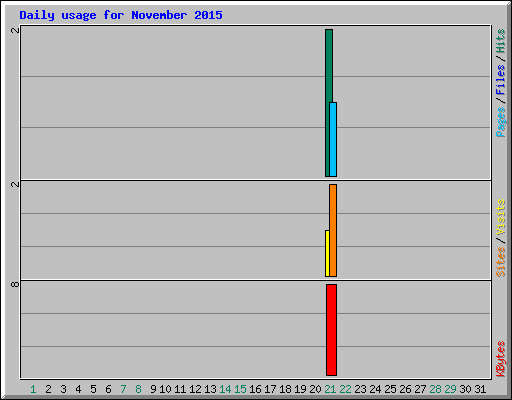 Daily usage for November 2015
2
2
8
Pages / Files / Hits
Sites / Visits
KBytes
1 2 3 4 5 6 7 8 9 10 11 12 13 14 15 16 17 18 19 20 21 22 23 24 25 26 27 28 29 30 31